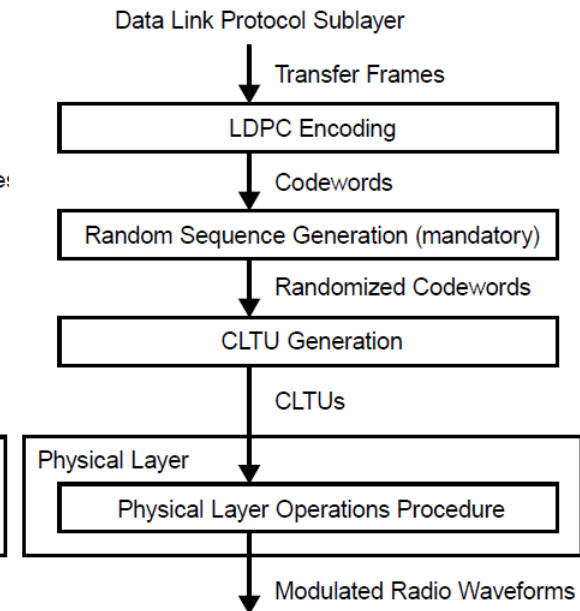 Data Link Protocol Sublayer
Transfer Frames
LDPC Encoding
Codewords
Random Sequence Generation (mandatory)
Randomized Codewords
CLTU Generation
CLTUs
Physical Layer
Physical Layer Operations Procedure
Modulated Radio Waveforms